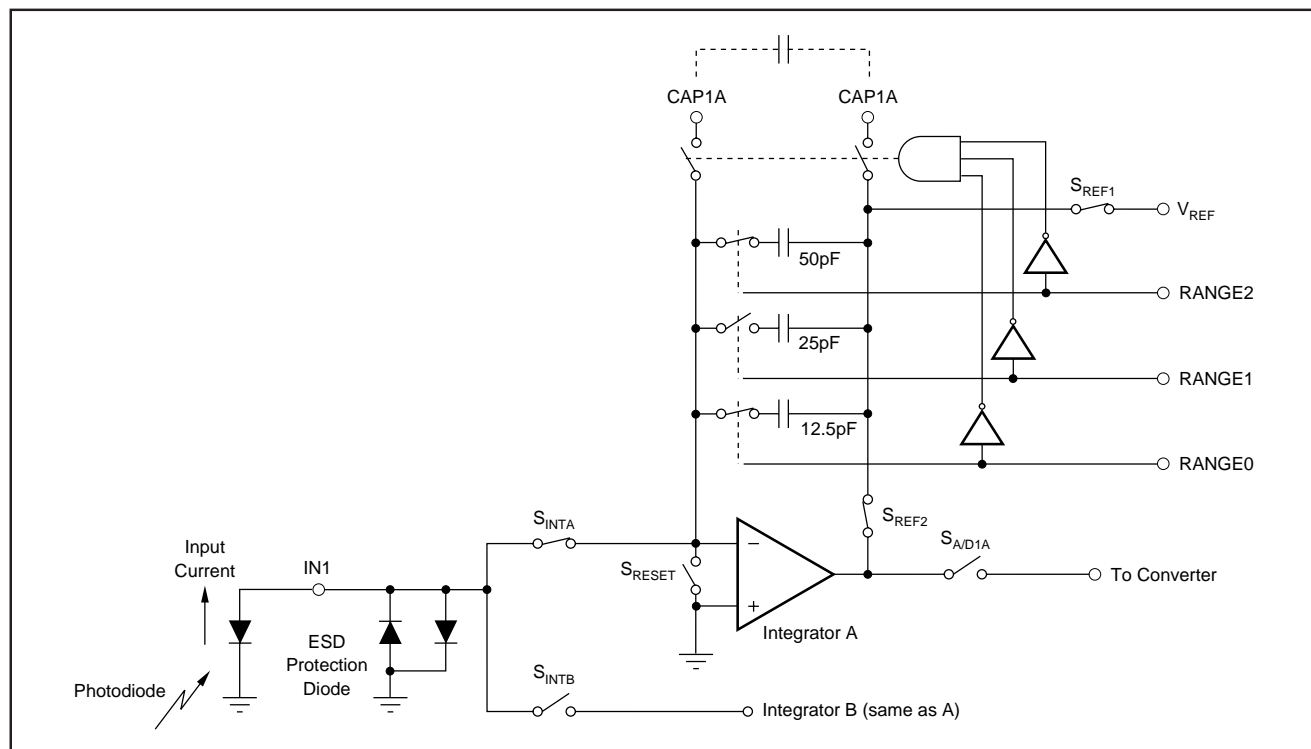 CAP1A
CAP1A
SREF1
VREF
50pF
RANGE2
25pF
RANGE1
12.5pF
RANGE0
SREF2
SINTA
SA/D1A
Input
Current
IN1
SRESET
−
+
To Converter
Integrator A
ESD
Protection
Diode
Photodiode
SINTB
Integrator B (same as A)